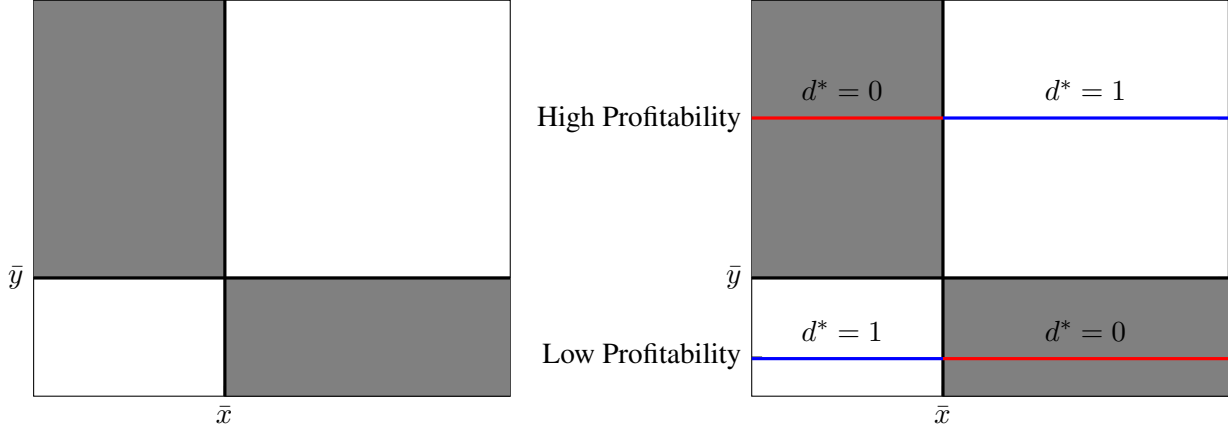 d* = 0
d* = 1
High Profitability
ȳ
ȳ
d* = 1
d* = 0
Low Profitability
x̄
x̄